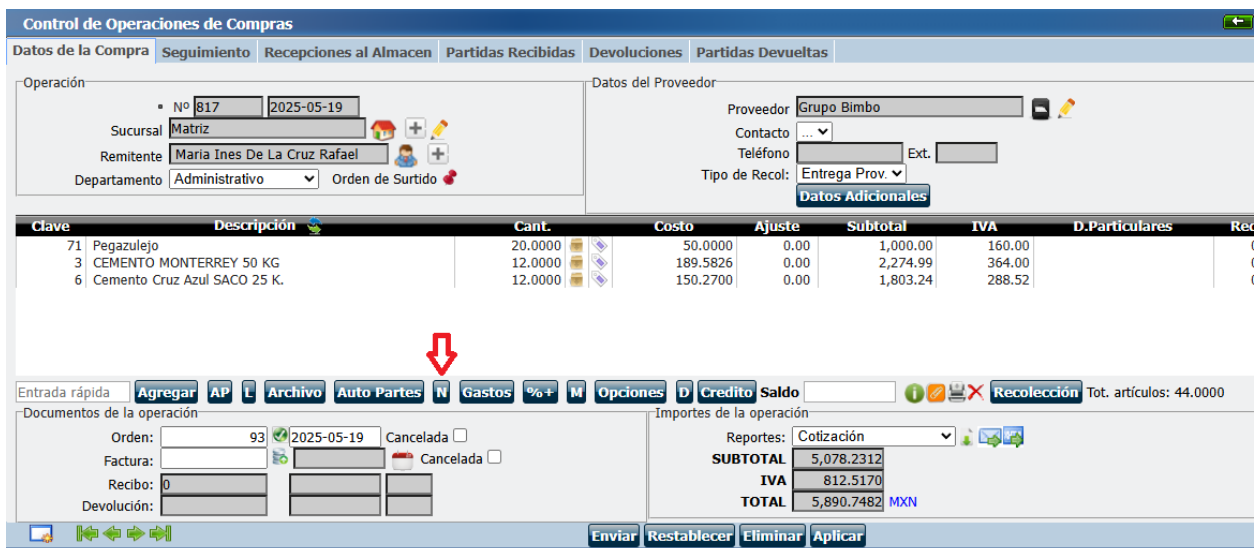 Control de Operaciones de Compras
Datos de la Compra Seguimiento Recepciones al Almacen Partidas Recibidas Devoluciones Partidas Devueltas
Operación
Nº 817 2025-05-19
Sucursal Matriz
Remitente Maria Ines De La Cruz Rafael
Departamento Administrativo Orden de Surtido
Datos del Proveedor
Proveedor Grupo Bimbo
Contacto ...
Teléfono Ext.
Tipo de Recol: Entrega Prov.
Datos Adicionales
Clave Descripción Cant. Costo Ajuste Subtotal IVA D.Particulares Rec
71 Pegazulejo 20.0000 50.0000 0.00 1,000.00 160.00
3 CEMENTO MONTERREY 50 KG 12.0000 189.5826 0.00 2,274.99 364.00
6 Cemento Cruz Azul SACO 25 K. 12.0000 150.2700 0.00 1,803.24 288.52
Entrada rápida Agregar AP L Archivo Auto Partes N Gastos %+ M Opciones D Credito Saldo Recolección Tot. artículos: 44.0000
Documentos de la operación
Orden: 93 2025-05-19 Cancelada
Factura: Cancelada
Recibo: 0
Devolución:
Importes de la operación
Reportes: Cotización
SUBTOTAL 5,078.2312
IVA 812.5170
TOTAL 5,890.7482 MXN
Enviar Restablecer Eliminar Aplicar